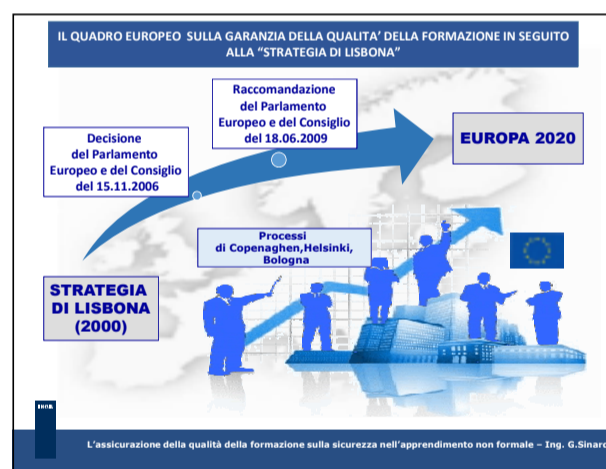 IL QUADRO EUROPEO SULLA GARANZIA DELLA QUALITA' DELLA FORMAZIONE IN SEGUITO
ALLA "STRATEGIA DI LISBONA"
Raccomandazione
del Parlamento
Europeo e del Consiglio
del 18.06.2009
Decisione
del Parlamento
Europeo e del Consiglio
del 15.11.2006
EUROPA 2020
Processi
di Copenaghen,Helsinki,
Bologna
STRATEGIA
DI LISBONA
(2000)
L'assicurazione della qualità della formazione sulla sicurezza nell'apprendimento non formale – Ing. G.Sinard